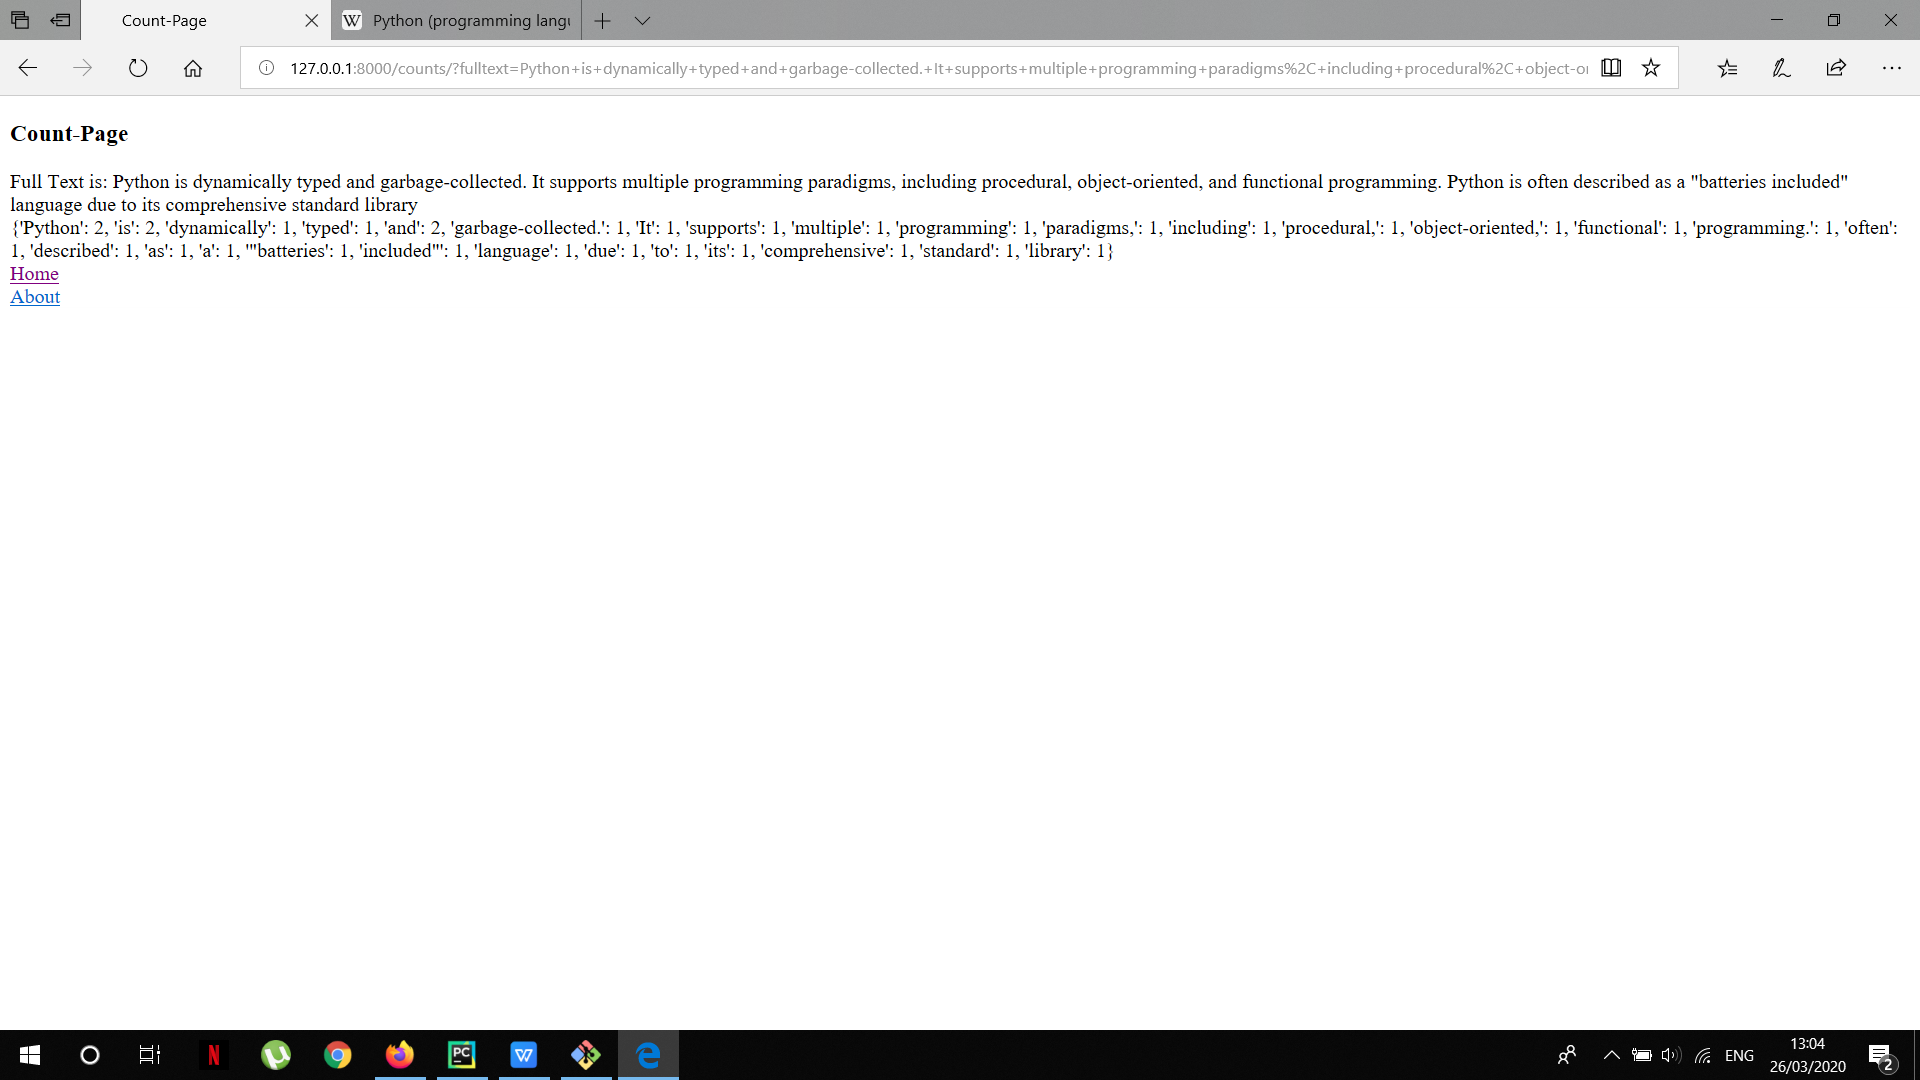 Count-Page
Python (programming langu
127.0.0.1:8000/counts/?fulltext=Python+is+dynamically+typed+and+garbage-collected.+It+supports+multiple+programming+paradigms%2C+including+procedural%2C+object-or
Count-Page
Full Text is: Python is dynamically typed and garbage-collected. It supports multiple programming paradigms, including procedural, object-oriented, and functional programming. Python is often described as a "batteries included"
language due to its comprehensive standard library
{'Python': 2, 'is': 2, 'dynamically': 1, 'typed': 1, 'and': 2, 'garbage-collected.': 1, 'It': 1, 'supports': 1, 'multiple': 1, 'programming': 1, 'paradigms,': 1, 'including': 1, 'procedural,': 1, 'object-oriented,': 1, 'functional': 1, 'programming.': 1, 'often':
1, 'described': 1, 'as': 1, 'a': 1, '"batteries': 1, 'included"': 1, 'language': 1, 'due': 1, 'to': 1, 'its': 1, 'comprehensive': 1, 'standard': 1, 'library': 1}
Home
About
ENG
13:04
26/03/2020
2